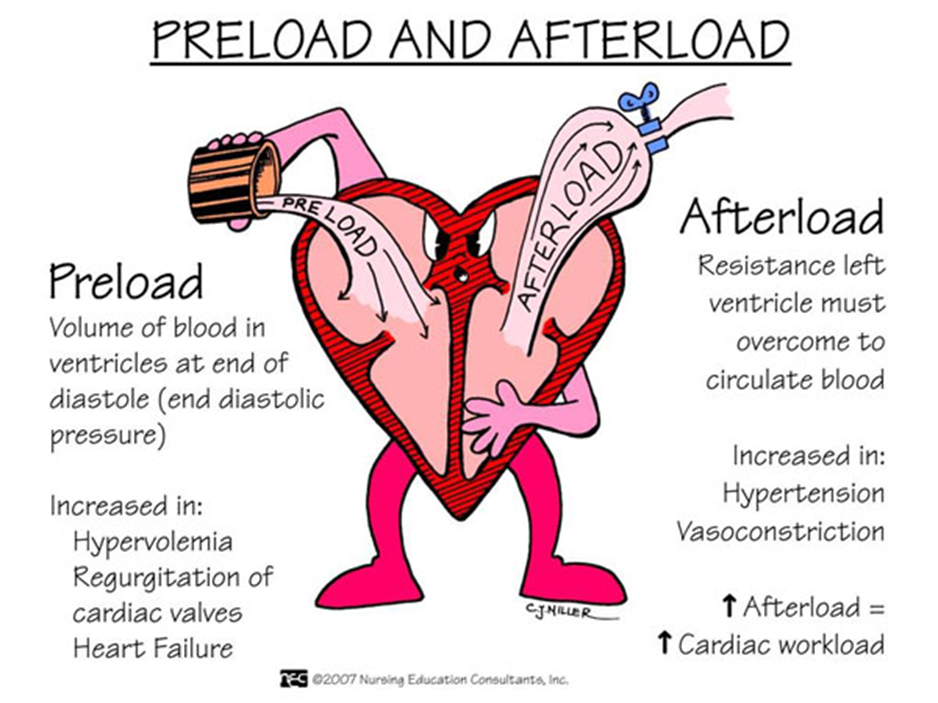 PRELOAD AND AFTERLOAD
PRELOAD
AFTERLOAD
Preload
Volume of blood in
ventricles at end of
diastole (end diastolic
pressure)
Increased in:
Hypervolemia
Regurgitation of
cardiac valves
Heart Failure
Afterload
Resistance left
ventricle must
overcome to
circulate blood
Increased in:
Hypertension
Vasoconstriction
↑ Afterload =
↑ Cardiac workload
C.J. MILLER
nec ©2007 Nursing Education Consultants, Inc.